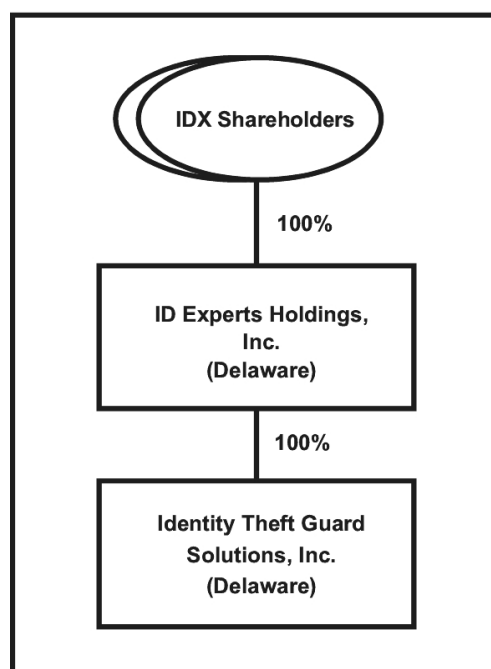 IDX Shareholders
100%
ID Experts Holdings,
Inc.
(Delaware)
100%
Identity Theft Guard
Solutions, Inc.
(Delaware)